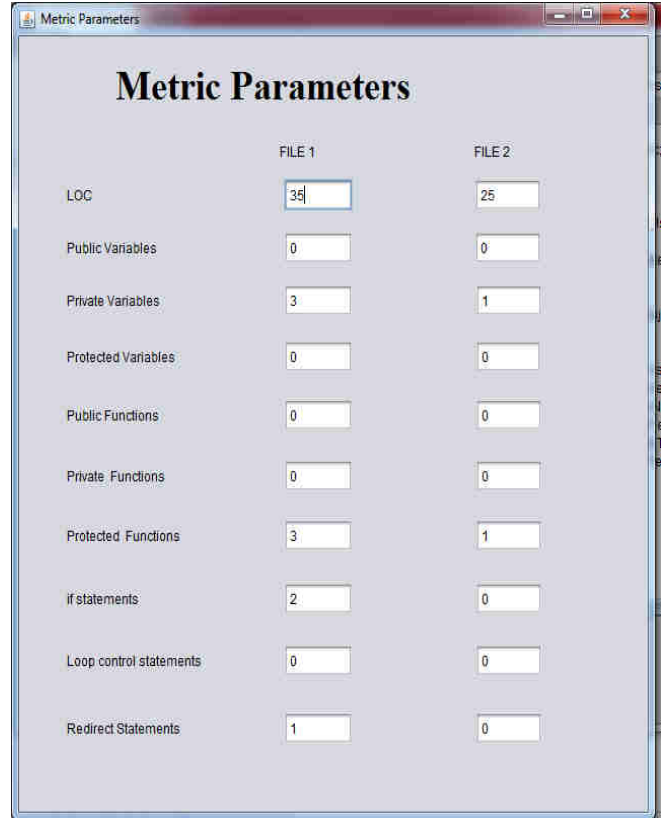 Metric Parameters
Metric Parameters
FILE 1 FILE 2
LOC 35 25
Public Variables 0 0
Private Variables 3 1
Protected Variables 0 0
Public Functions 0 0
Private Functions 0 0
Protected Functions 3 1
if statements 2 0
Loop control statements 0 0
Redirect Statements 1 0